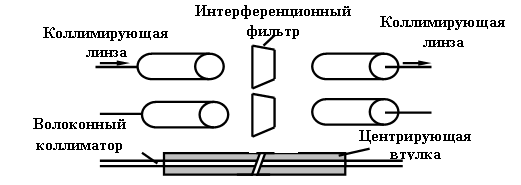 Интерференционный
фильтр
Коллимирующая
линза
Коллимирующая
линза
Волоконный
коллиматор
Центрирующая
втулка